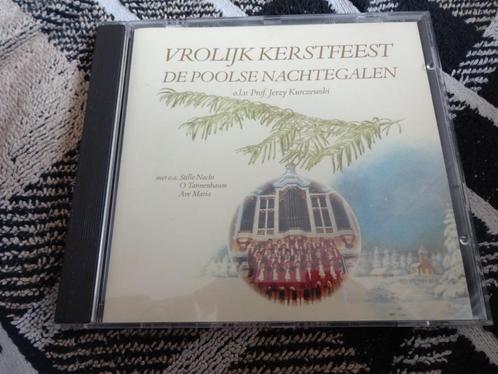 VROLIJK KERSTFEEST
DE POOLSE NACHTEGALEN
o.l.v. Prof. Jerzy Kurczewski
met o.a. Stille Nacht
O Tannenbaum
Ave Maria